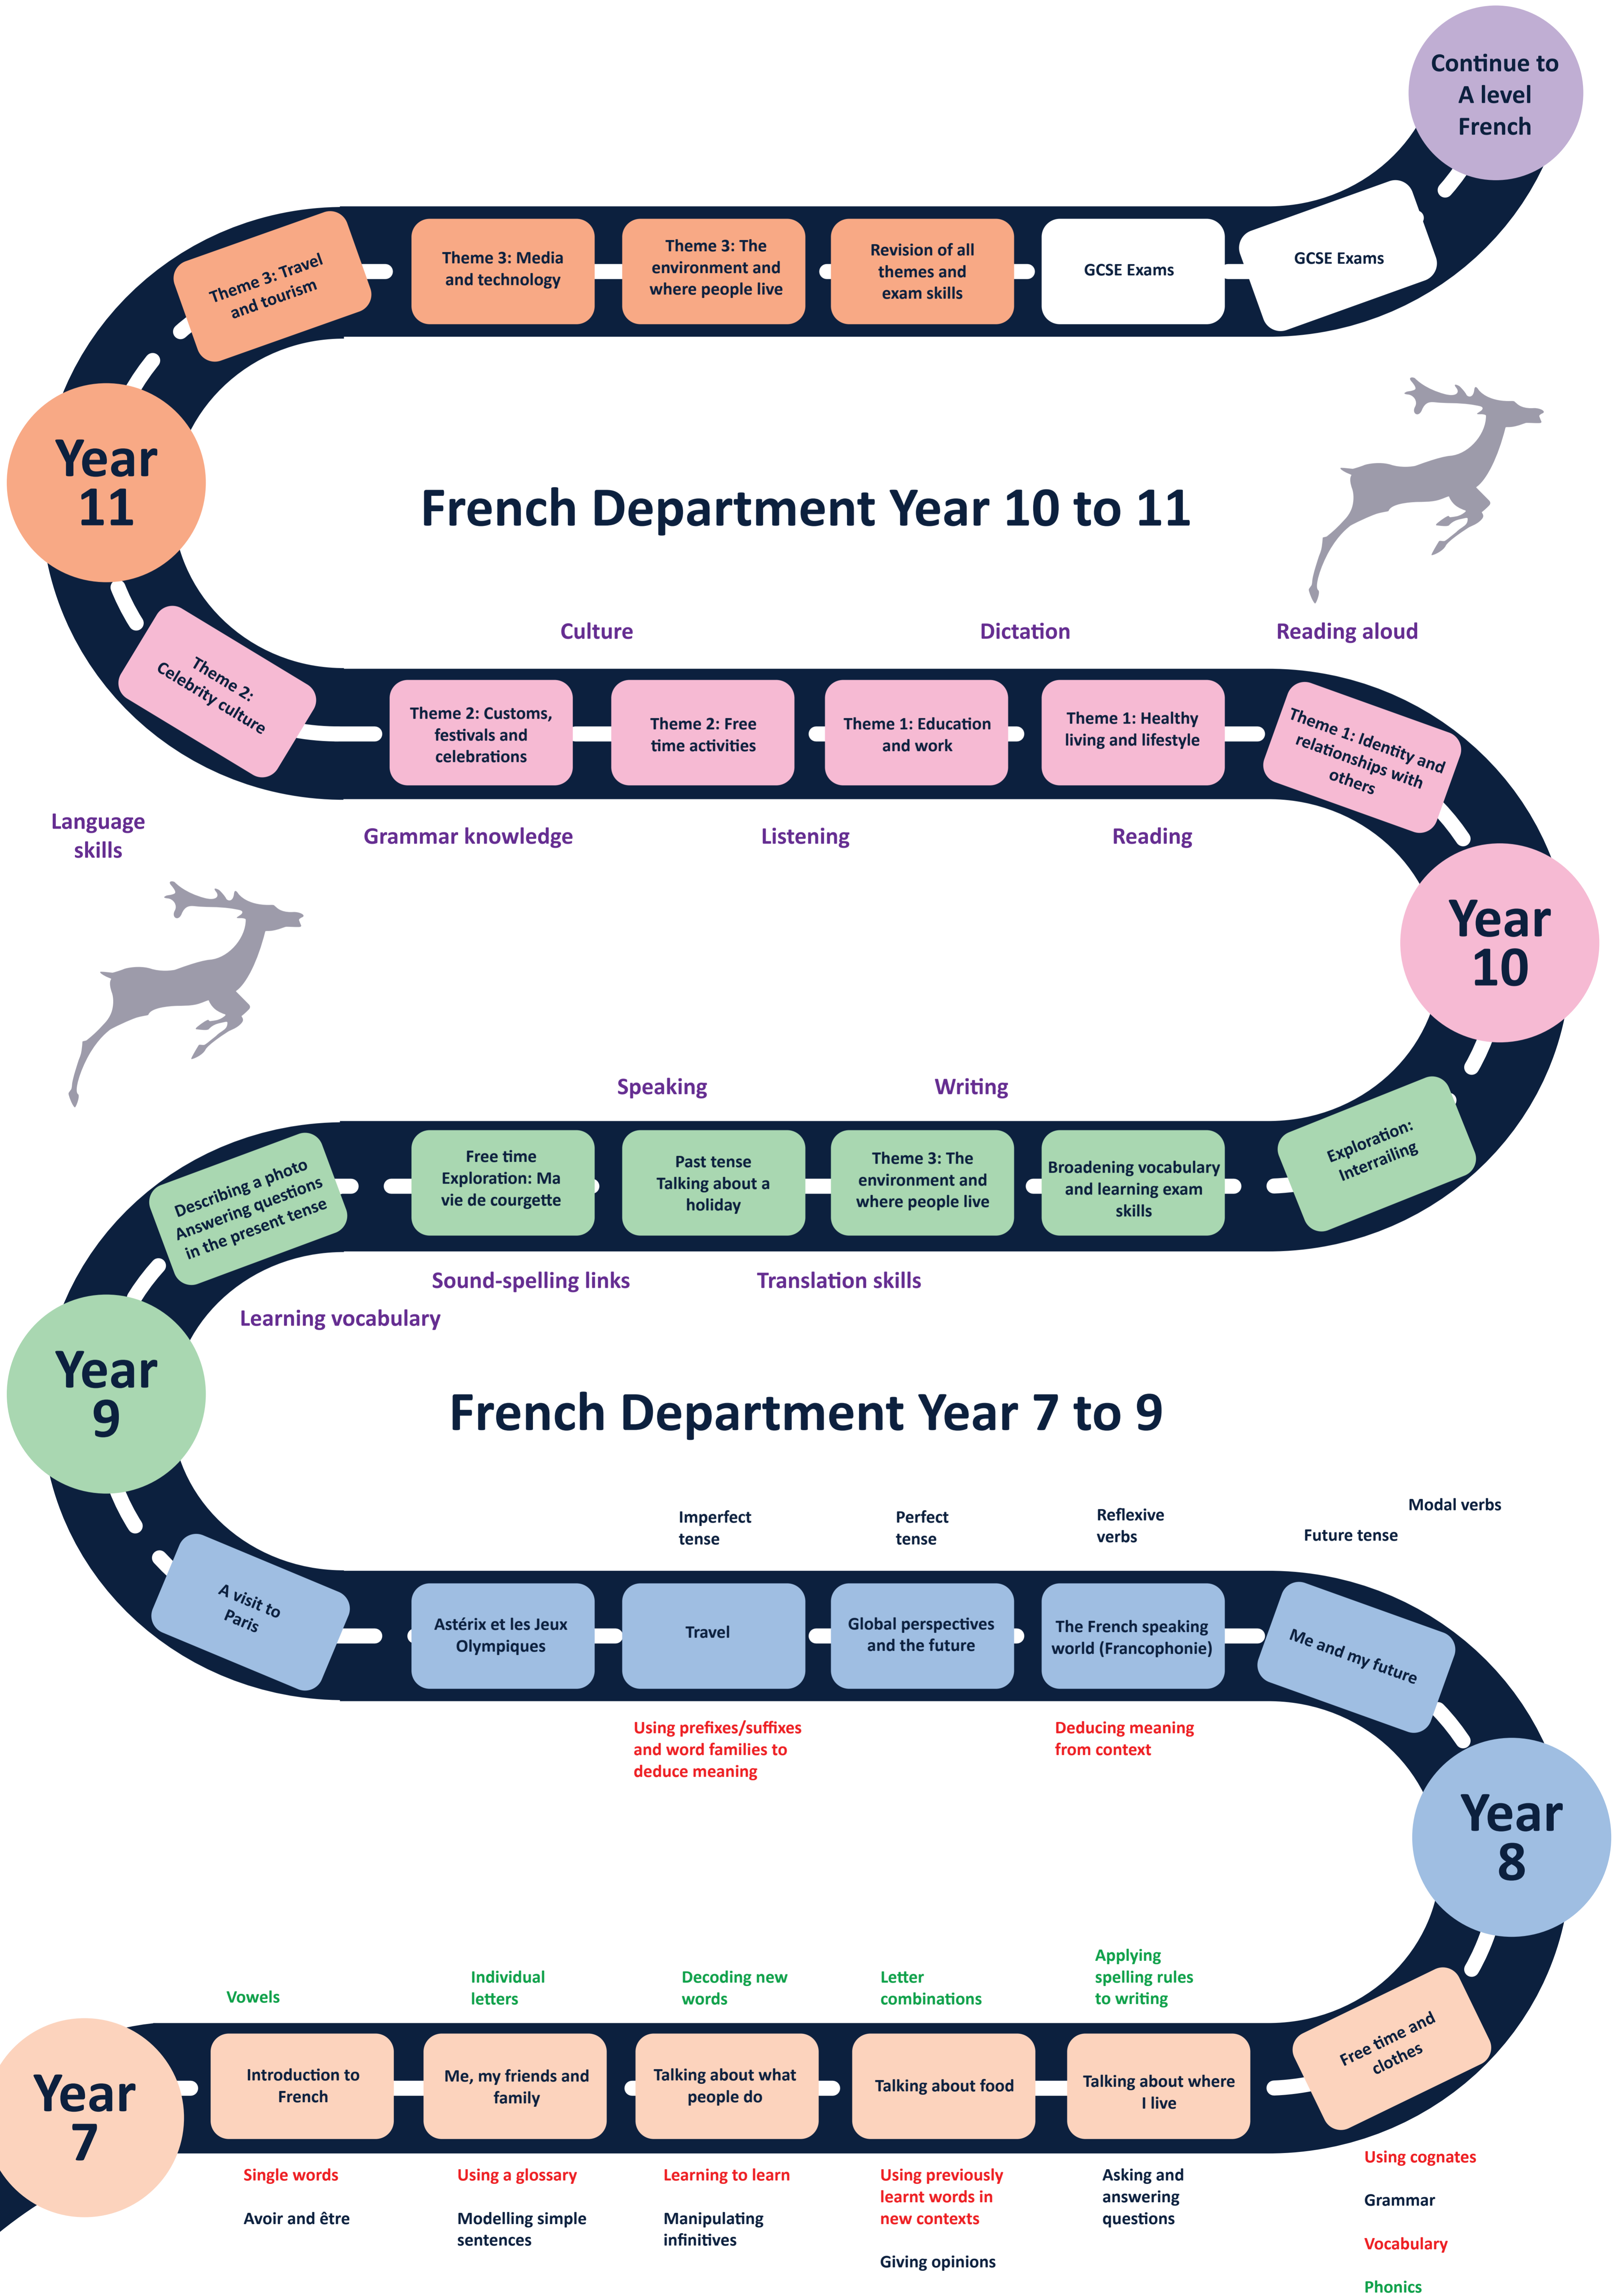 Continue to
A level
French
Theme 3: Travel
and tourism
Theme 3: Media
and technology
Theme 3: The
environment and
where people live
Revision of all
themes and
exam skills
GCSE Exams
GCSE Exams
Year
11
French Department Year 10 to 11
Culture
Dictation
Reading aloud
Theme 2:
Celebrity culture
Theme 2: Customs,
festivals and
celebrations
Theme 2: Free
time activities
Theme 1: Education
and work
Theme 1: Healthy
living and lifestyle
Theme 1: Identity and
relationships with
others
Language
skills
Grammar knowledge
Listening
Reading
Year
10
Speaking
Writing
Describing a photo
Answering questions
in the present tense
Free time
Exploration: Ma
vie de courgette
Past tense
Talking about a
holiday
Theme 3: The
environment and
where people live
Broadening vocabulary
and learning exam
skills
Exploration:
Interrailing
Sound-spelling links
Translation skills
Learning vocabulary
Year
9
French Department Year 7 to 9
Imperfect
tense
Perfect
tense
Reflexive
verbs
Future tense
Modal verbs
A visit to
Paris
Astérix et les Jeux
Olympiques
Travel
Global perspectives
and the future
The French speaking
world (Francophonie)
Me and my future
Using prefixes/suffixes
and word families to
deduce meaning
Deducing meaning
from context
Year
8
Vowels
Individual
letters
Decoding new
words
Letter
combinations
Applying
spelling rules
to writing
Year
7
Introduction to
French
Me, my friends and
family
Talking about what
people do
Talking about food
Talking about where
I live
Free time and
clothes
Single words
Avoir and être
Using a glossary
Modelling simple
sentences
Learning to learn
Manipulating
infinitives
Using previously
learnt words in
new contexts
Giving opinions
Asking and
answering
questions
Using cognates
Grammar
Vocabulary
Phonics